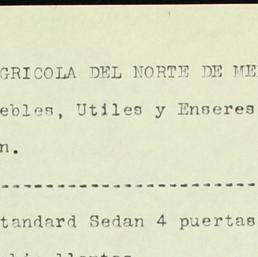 GRICOLA DEL NORTE DE ME
ebles, Utiles y Enseres
n.
--------------------------------
tandard Sedan 4 puertas